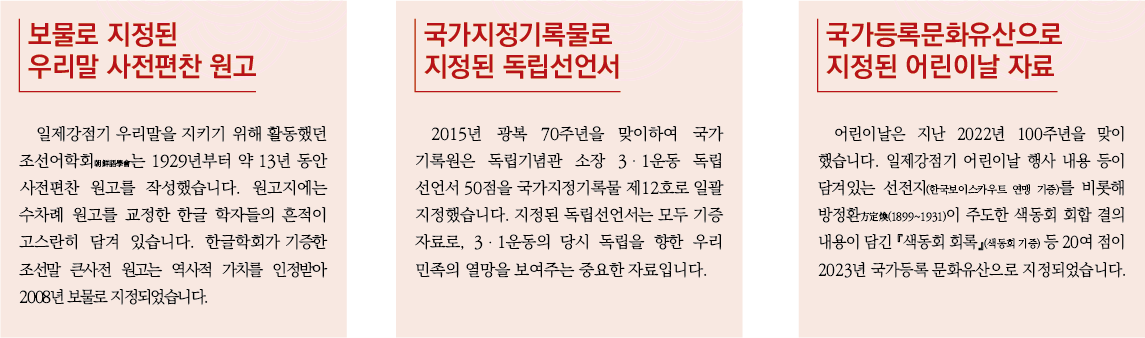 보물로 지정된
우리말 사전편찬 원고
일제강점기 우리말을 지키기 위해 활동했던
조선어학회朝鮮語學會는 1929년부터 약 13년 동안
사전편찬 원고를 작성했습니다. 원고지에는
수차례 원고를 교정한 한글 학자들의 흔적이
고스란히 담겨 있습니다. 한글학회가 기증한
조선말 큰사전 원고는 역사적 가치를 인정받아
2008년 보물로 지정되었습니다.
국가지정기록물로
지정된 독립선언서
2015년 광복 70주년을 맞이하여 국가
기록원은 독립기념관 소장 3·1운동 독립
선언서 50점을 국가지정기록물 제12호로 일괄
지정했습니다. 지정된 독립선언서는 모두 기증
자료로, 3·1운동의 당시 독립을 향한 우리
민족의 열망을 보여주는 중요한 자료입니다.
국가등록문화유산으로
지정된 어린이날 자료
어린이날은 지난 2022년 100주년을 맞이
했습니다. 일제강점기 어린이날 행사 내용 등이
담겨있는 선전지(한국보이스카우트 연맹 기증)를 비롯해
방정환方定煥(1899~1931)이 주도한 색동회 회합 결의
내용이 담긴 『색동회 회록』(색동회 기증) 등 20여 점이
2023년 국가등록 문화유산으로 지정되었습니다.